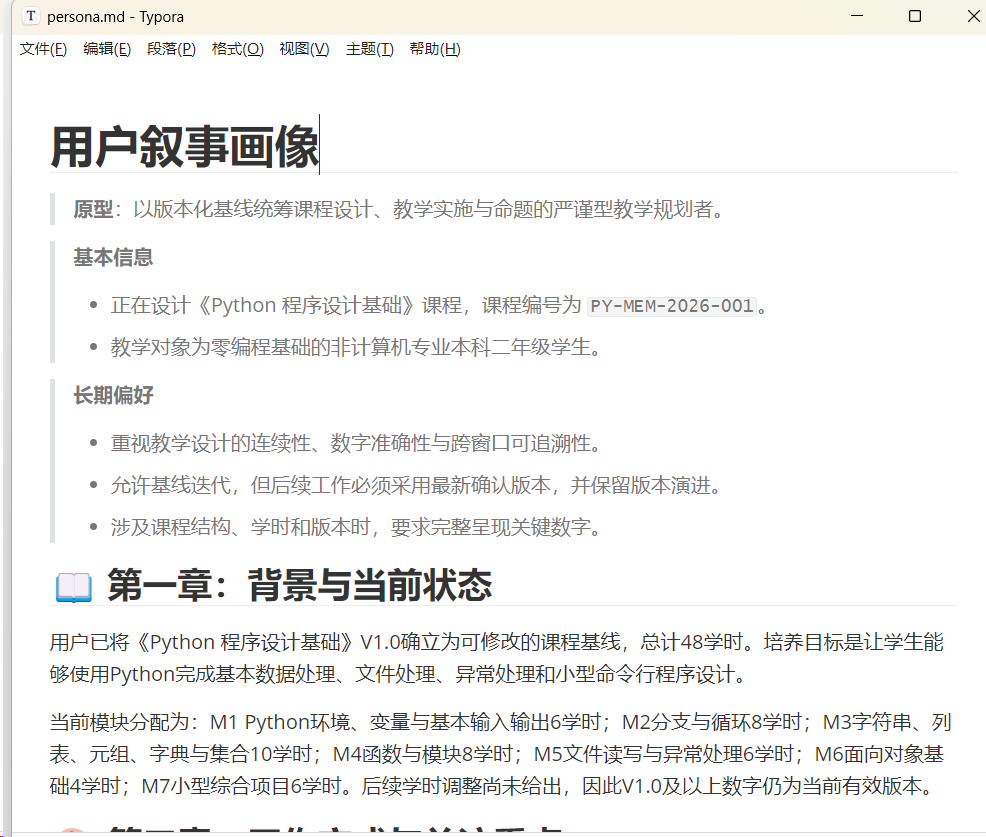 persona.md - Typora
文件(F) 编辑(E) 段落(P) 格式(O) 视图(V) 主题(T) 帮助(H)
用户叙事画像
原型：以版本化基线统筹课程设计、教学实施与命题的严谨型教学规划者。
基本信息
正在设计《Python 程序设计基础》课程，课程编号为 PY-MEM-2026-001。
教学对象为零编程基础的非计算机专业本科二年级学生。
长期偏好
重视教学设计的连续性、数字准确性与跨窗口可追溯性。
允许基线迭代，但后续工作必须采用最新确认版本，并保留版本演进。
涉及课程结构、学时和版本时，要求完整呈现关键数字。
第一章：背景与当前状态
用户已将《Python 程序设计基础》V1.0确立为可修改的课程基线，总计48学时。培养目标是让学生能
够使用Python完成基本数据处理、文件处理、异常处理和小型命令行程序设计。
当前模块分配为：M1 Python环境、变量与基本输入输出6学时；M2分支与循环8学时；M3字符串、列
表、元组、字典与集合10学时；M4函数与模块8学时；M5文件读写与异常处理6学时；M6面向对象基
础4学时；M7小型综合项目6学时。后续学时调整尚未给出，因此V1.0及以上数字仍为当前有效版本。